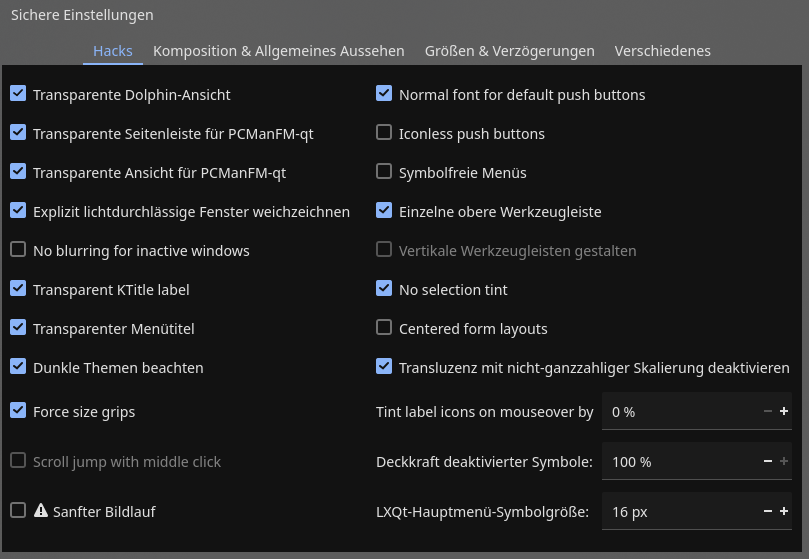 Sichere Einstellungen
Hacks Komposition & Allgemeines Aussehen Größen & Verzögerungen Verschiedenes
Transparente Dolphin-Ansicht
Transparente Seitenleiste für PCManFM-qt
Transparente Ansicht für PCManFM-qt
Explizit lichtdurchlässige Fenster weichzeichnen
No blurring for inactive windows
Transparent KTitle label
Transparenter Menütitel
Dunkle Themen beachten
Force size grips
Scroll jump with middle click
Sanfter Bildlauf
Normal font for default push buttons
Iconless push buttons
Symbolfreie Menüs
Einzelne obere Werkzeugleiste
Vertikale Werkzeugleisten gestalten
No selection tint
Centered form layouts
Transluzenz mit nicht-ganzzahliger Skalierung deaktivieren
Tint label icons on mouseover by 0 %
Deckkraft deaktivierter Symbole: 100 %
LXQt-Hauptmenü-Symbolgröße: 16 px